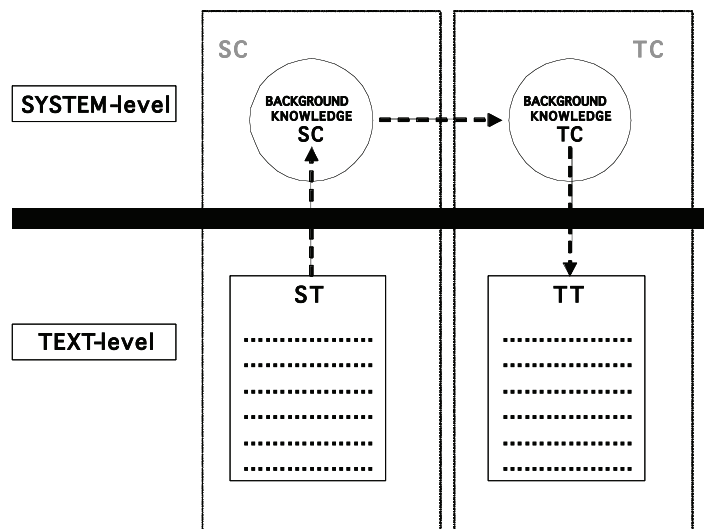 SC
TC
SYSTEM-level
BACKGROUND
KNOWLEDGE
SC
BACKGROUND
KNOWLEDGE
TC
ST
TT
TEXT-level